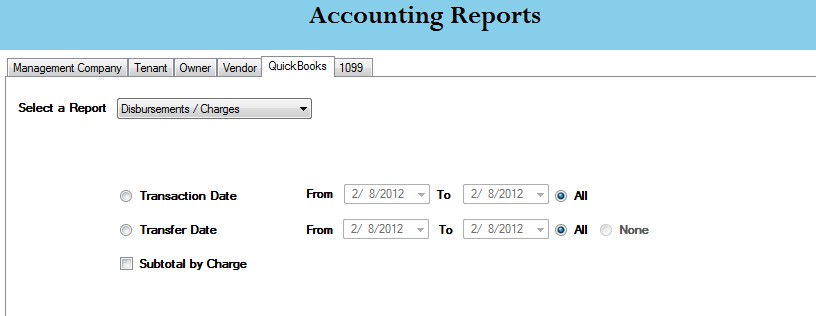 Accounting Reports
Management Company Tenant Owner Vendor QuickBooks 1099
Select a Report Disbursements / Charges
Transaction Date From 2/ 8/2012 To 2/ 8/2012 All
Transfer Date From 2/ 8/2012 To 2/ 8/2012 All None
Subtotal by Charge